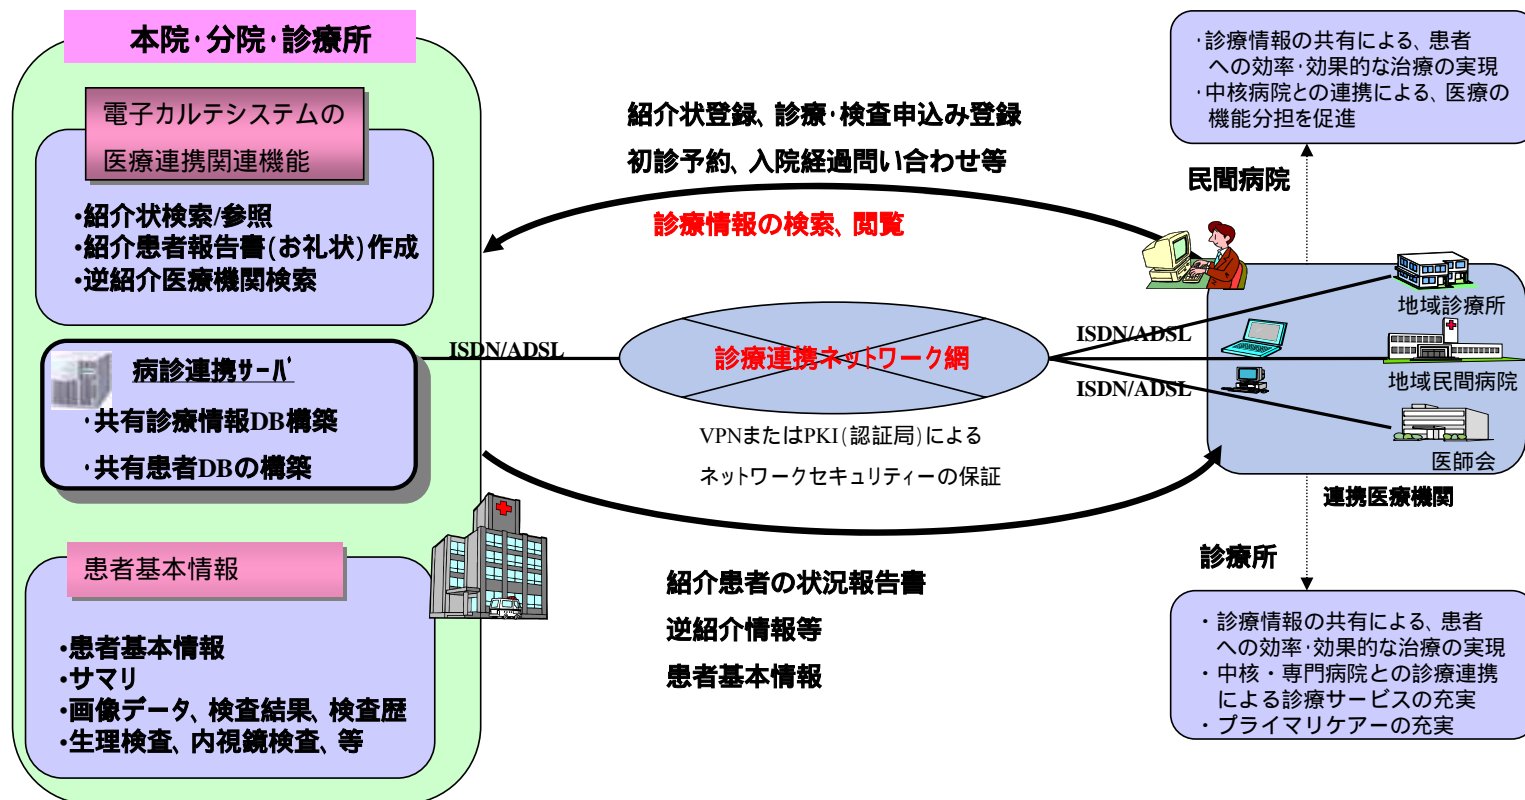 本院･分院･診療所
電子カルテシステムの
医療連携関連機能
･紹介状検索/参照
･紹介患者報告書(お礼状)作成
･逆紹介医療機関検索
病診連携ｻｰﾊﾞ
･共有診療情報DB構築
･共有患者DBの構築
患者基本情報
･患者基本情報
･サマリ
･画像データ、検査結果、検査歴
･生理検査、内視鏡検査、等
紹介状登録、診療･検査申込み登録
初診予約、入院経過問い合わせ等
診療情報の検索、閲覧
ISDN/ADSL
診療連携ネットワーク網
ISDN/ADSL
ISDN/ADSL
VPNまたはPKI(認証局)による
ネットワークセキュリティーの保証
紹介患者の状況報告書
逆紹介情報等
患者基本情報
･診療情報の共有による、患者
への効率･効果的な治療の実現
･中核病院との連携による、医療の
機能分担を促進
民間病院
地域診療所
地域民間病院
医師会
連携医療機関
診療所
・診療情報の共有による、患者
への効率･効果的な治療の実現
・中核・専門病院との診療連携
による診療サービスの充実
・プライマリケアーの充実